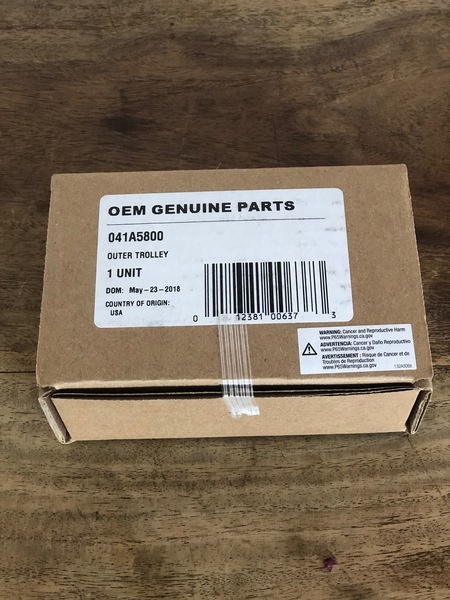 OEM GENUINE PARTS
041A5800
OUTER TROLLEY
1 UNIT
DOM: May-23-2018
COUNTRY OF ORIGIN:
USA
0 12381 00637 3
WARNING: Cancer and Reproductive Harm
www.P65Warnings.ca.gov
ADVERTENCIA: Cancer y Daño Reproductivo
www.P65Warnings.ca.gov
AVERTISSEMENT : Risque de Cancer et de
Troubles de Reproduction
www.P65Warnings.ca.gov